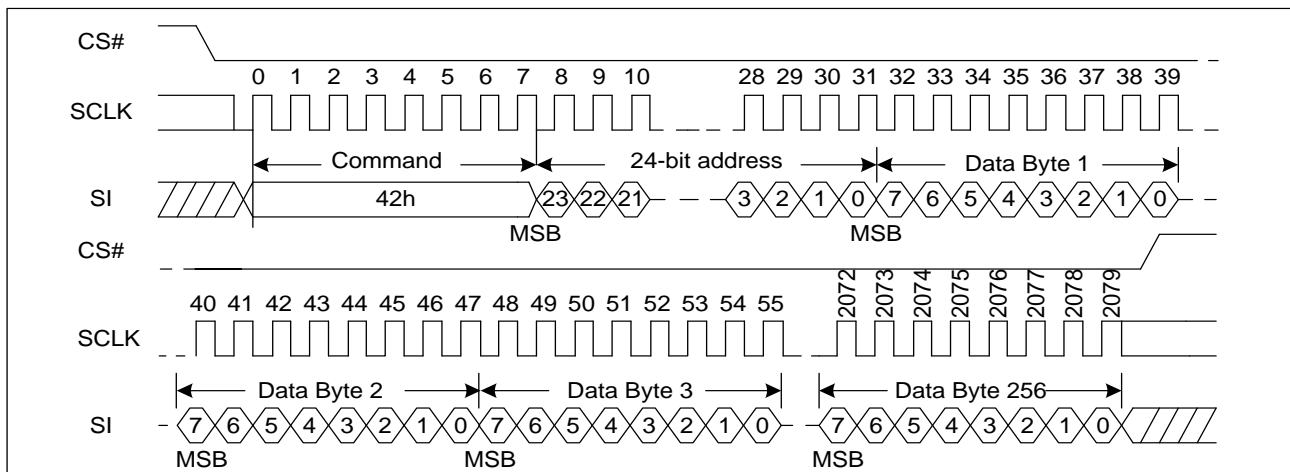 CS#
0 1 2 3 4 5 6 7 8 9 10 28 29 30 31 32 33 34 35 36 37 38 39
SCLK
Command 24-bit address Data Byte 1
SI 42h 23 22 21 3 2 1 0 7 6 5 4 3 2 1 0
MSB MSB
CS#
40 41 42 43 44 45 46 47 48 49 50 51 52 53 54 55 2072 2073 2074 2075 2076 2077 2078 2079
SCLK
Data Byte 2 Data Byte 3 Data Byte 256
SI 7 6 5 4 3 2 1 0 7 6 5 4 3 2 1 0 7 6 5 4 3 2 1 0
MSB MSB MSB